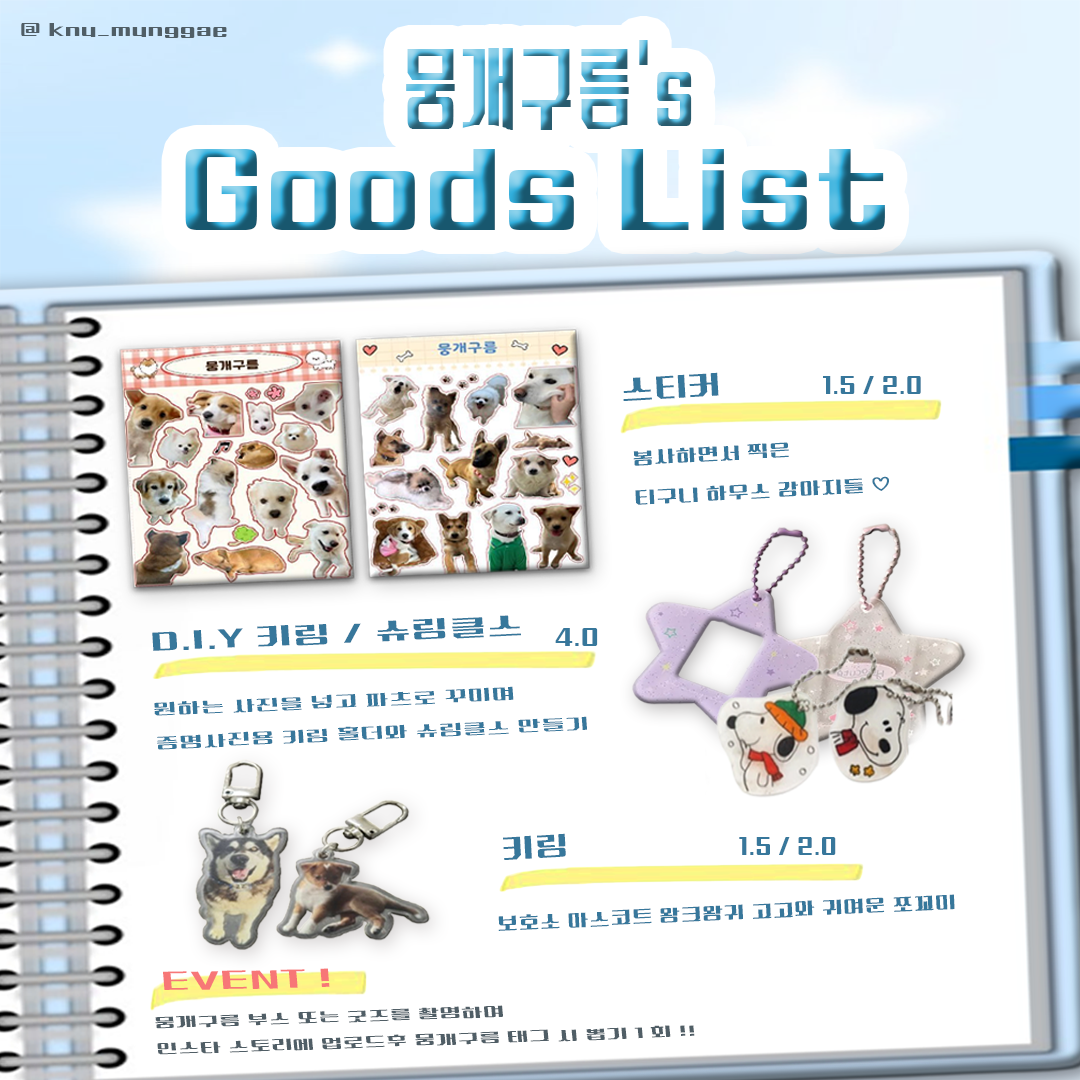 @ knu_munggae
뭉개구름's
Goods List
뭉개구름
뭉개구름
스티커 1.5 / 2.0
봉사하면서 찍은
티구니 하우스 강아지들 ♡
D.I.Y 키링 / 슈링클스 4.0
원하는 사진을 넣고 파츠로 꾸미며
증명사진용 키링 홀더와 슈링클스 만들기
키링 1.5 / 2.0
보호소 마스코트 왕크왕귀 고고와 귀여운 쪼꼬미
EVENT !
뭉개구름 부스 또는 굿즈를 촬영하여
인스타 스토리에 업로드후 뭉개구름 태그 시 뽑기 1 회 !!